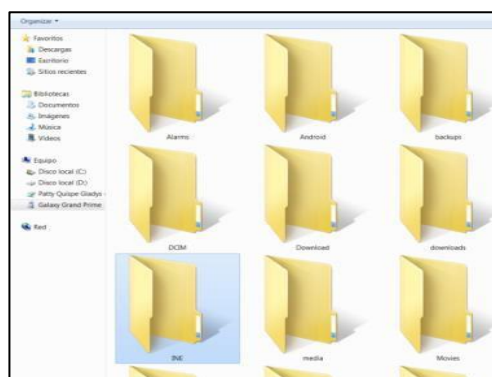 Organizar
Favoritos
Descargas
Escritorio
Sitios recientes
Bibliotecas
Documentos
Imágenes
Música
Vídeos
Equipo
Disco local (C:)
Disco local (D:)
Patty Quispe Gladys
Galaxy Grand Prime
Red
Alarms
Android
backups
DCIM
Download
downloads
INE
media
Movies